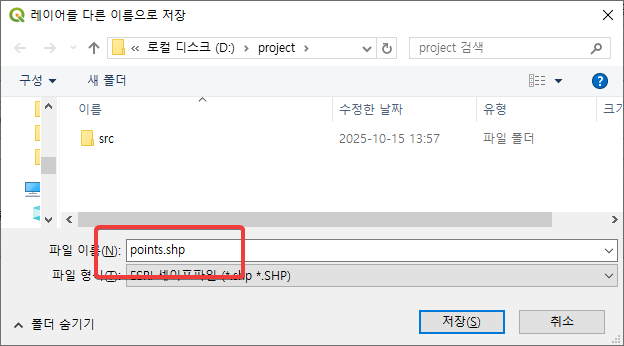 레이어를 다른 이름으로 저장
« 로컬 디스크 (D:) › project ›
project 검색
구성 새 폴더
이름 수정한 날짜 유형 크기
src 2025-10-15 13:57 파일 폴더
파일 이름(N): points.shp
파일 형식(T): ESRI 셰이프파일 (*.shp *.SHP)
폴더 숨기기 저장(S) 취소